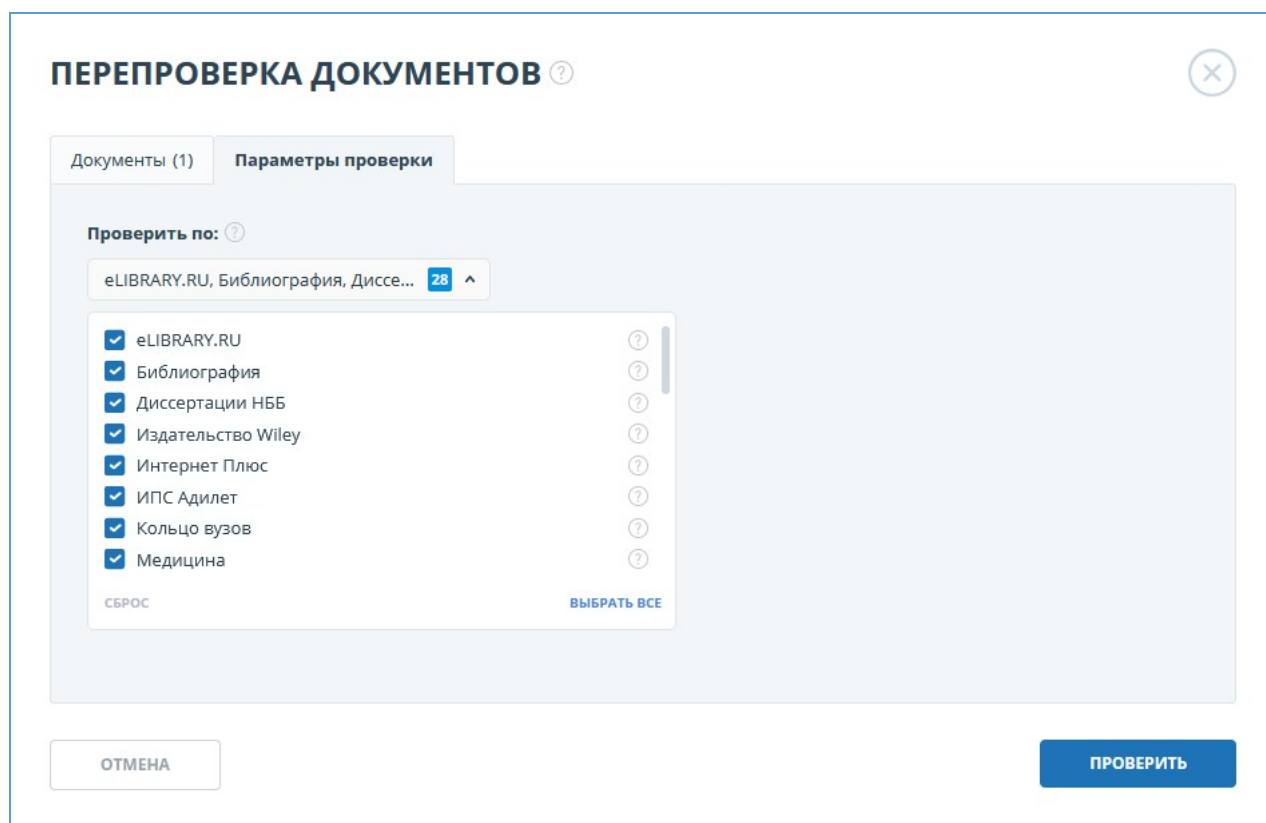 ПЕРЕПРОВЕРКА ДОКУМЕНТОВ ?
Документы (1) Параметры проверки
Проверить по: ?
eLIBRARY.RU, Библиография, Диссе... 28
eLIBRARY.RU ?
Библиография ?
Диссертации НББ ?
Издательство Wiley ?
Интернет Плюс ?
ИПС Адилет ?
Кольцо вузов ?
Медицина ?
СБРОС ВЫБРАТЬ ВСЕ
ОТМЕНА ПРОВЕРИТЬ